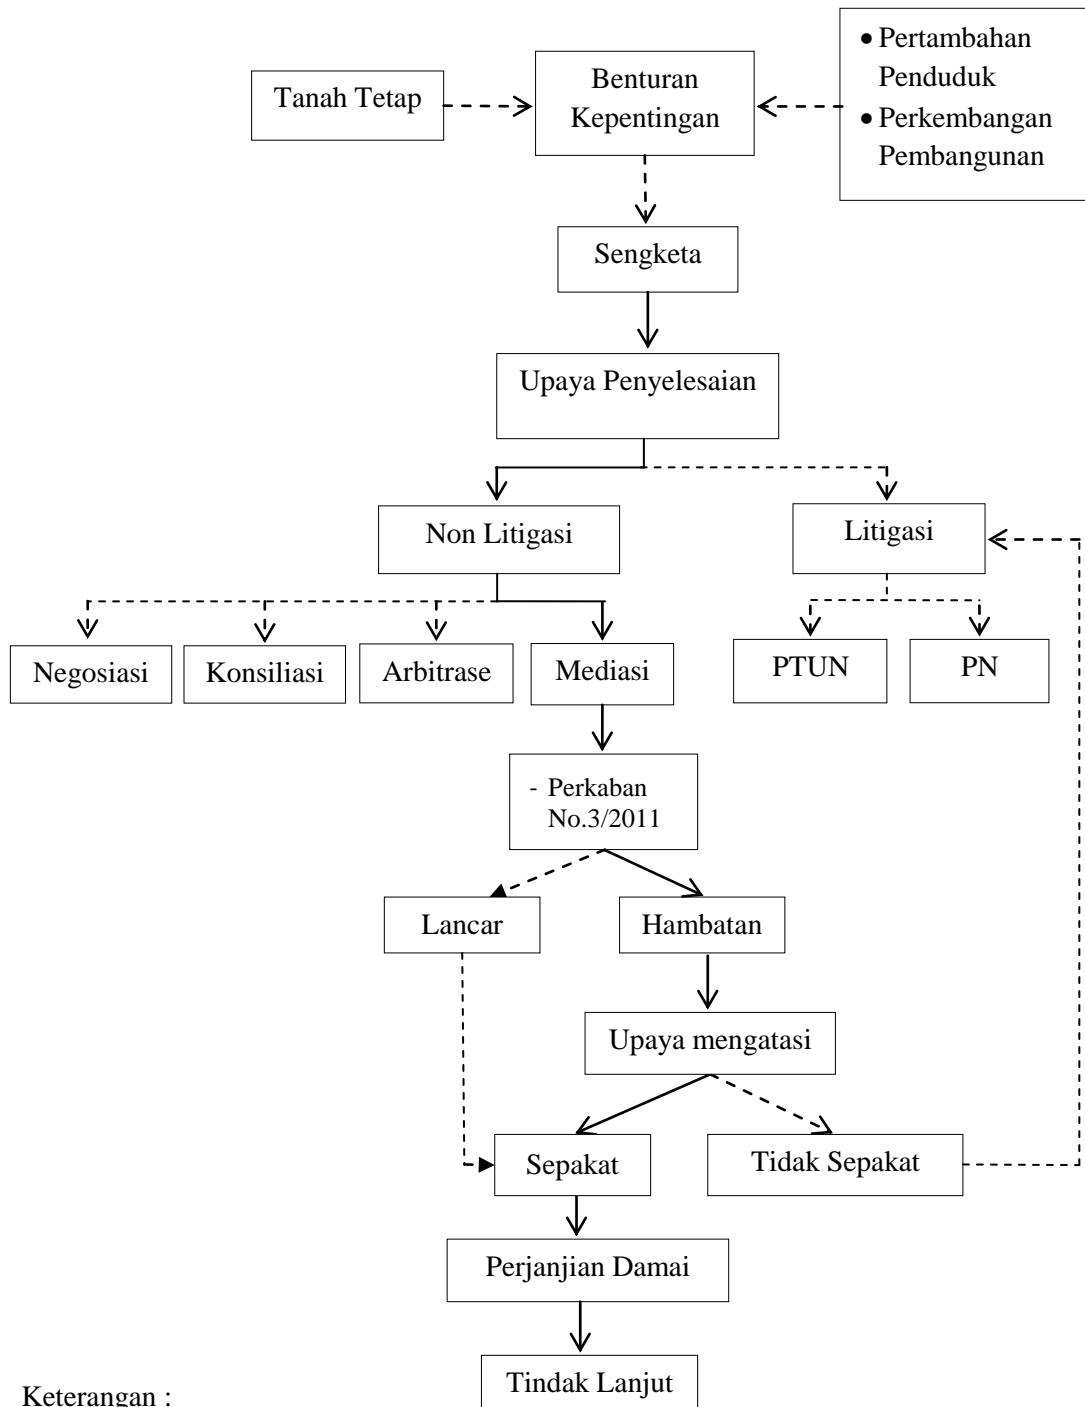 Tanah Tetap
Benturan
Kepentingan
• Pertambahan
Penduduk
• Perkembangan
Pembangunan
Sengketa
Upaya Penyelesaian
Non Litigasi
Litigasi
Negosiasi
Konsiliasi
Arbitrase
Mediasi
PTUN
PN
- Perkaban
No.3/2011
Lancar
Hambatan
Upaya mengatasi
Sepakat
Tidak Sepakat
Perjanjian Damai
Tindak Lanjut
Keterangan :